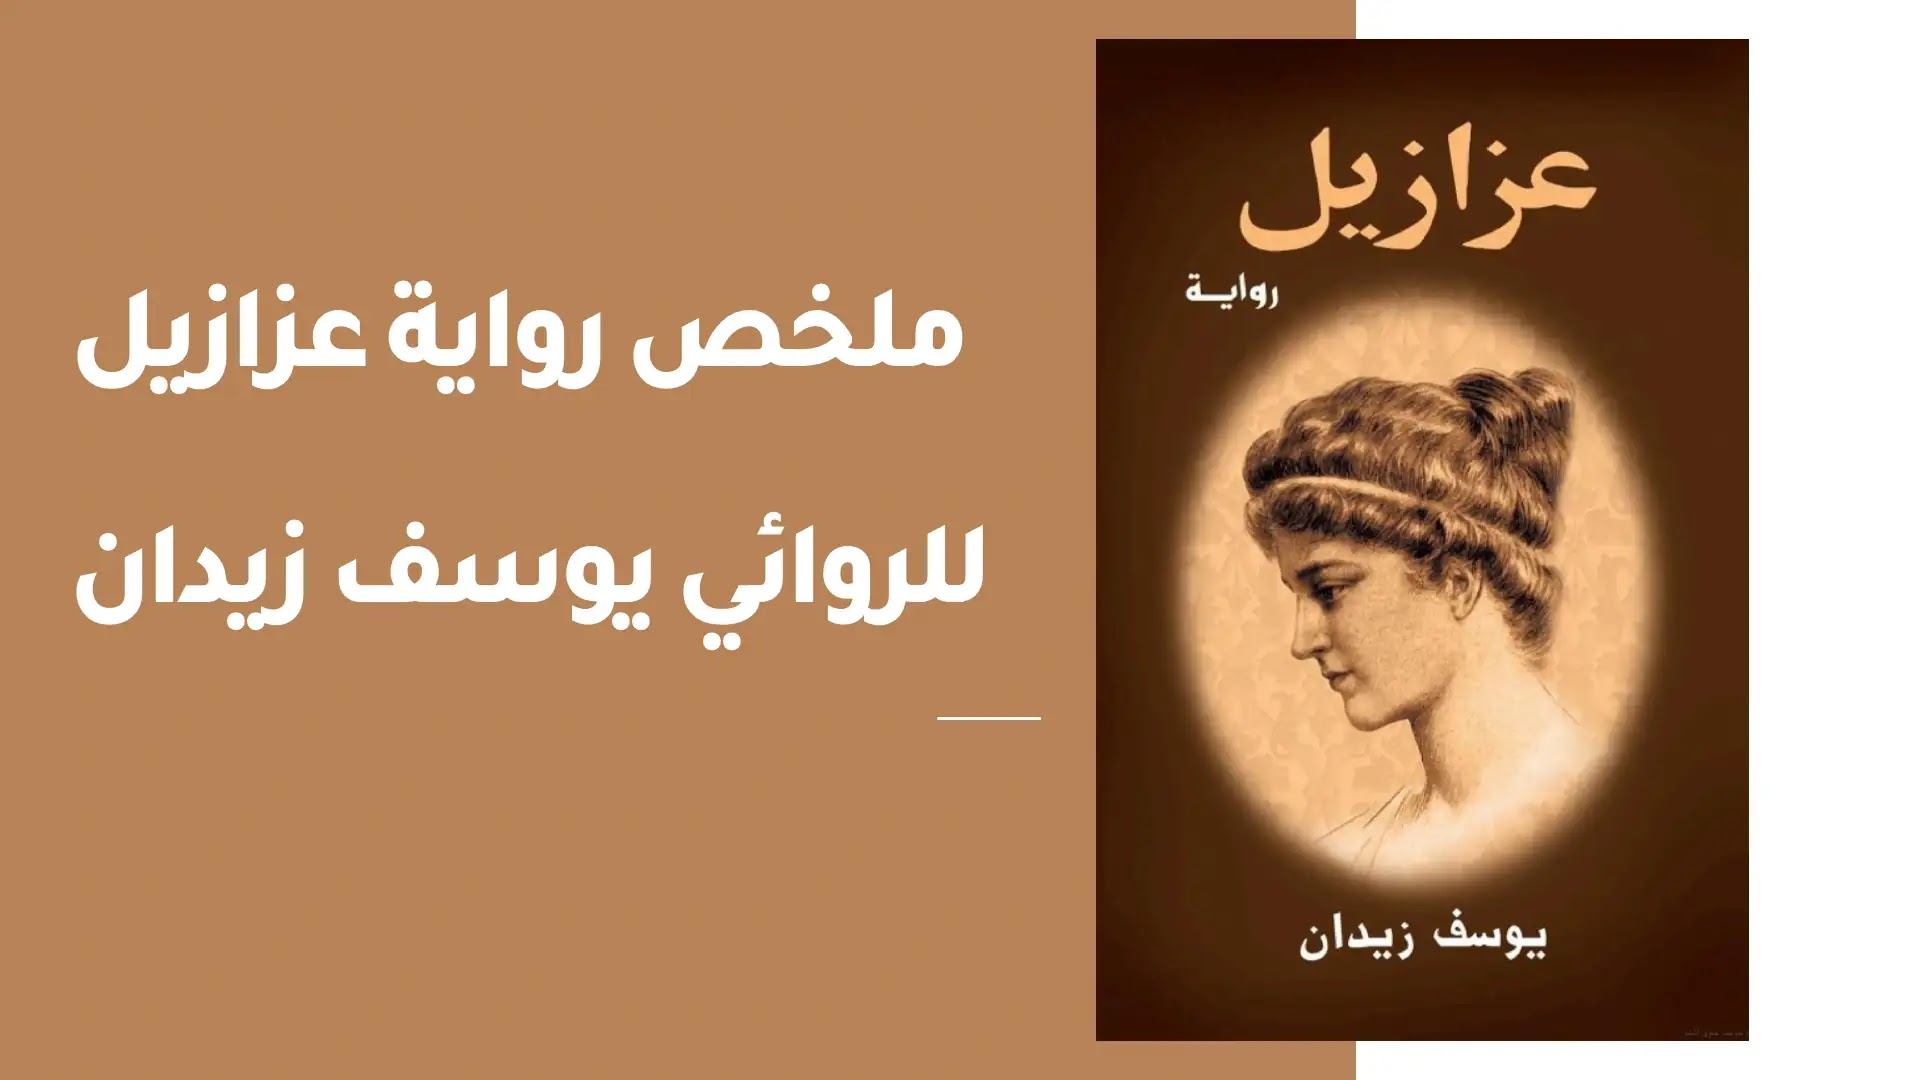 ملخص رواية عزازيل
للروائي يوسف زيدان
عزازيل
رواية
يوسف زيدان